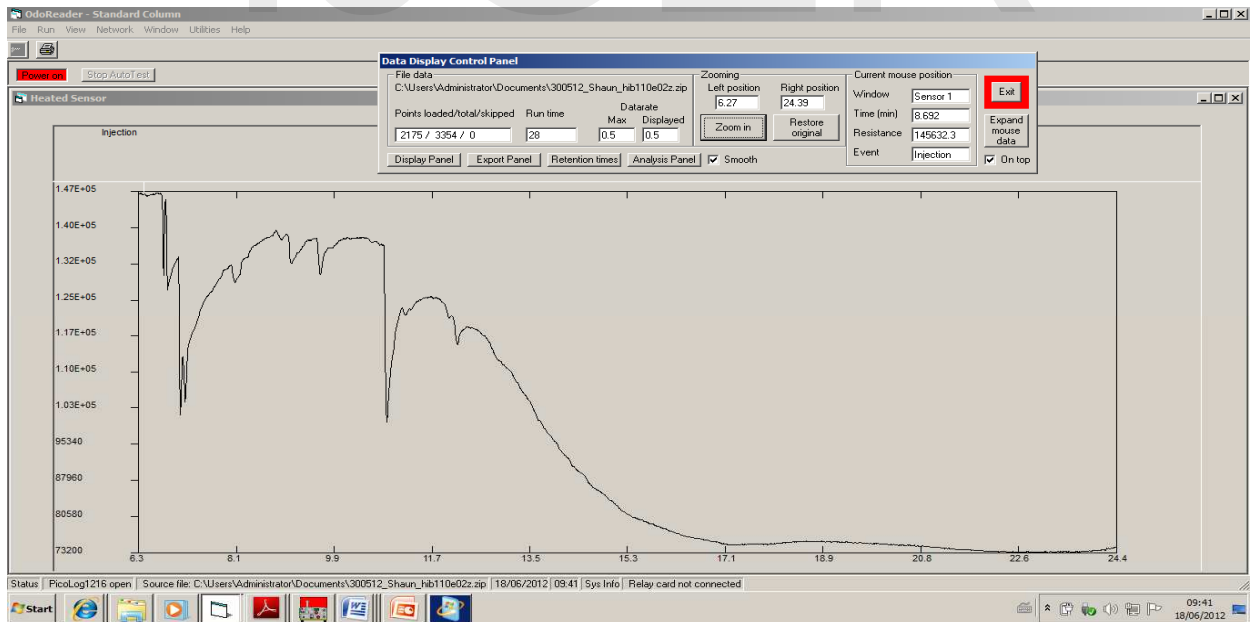 OdoReader - Standard Column
File Run View Network Window Utilities Help
Power on Stop AutoTest
Data Display Control Panel
File data
C:\Users\Administrator\Documents\300512_Shaun_hib110e02z.zip
Points loaded/total/skipped Run time Datarate
Max Displayed
2175 / 3354 / 0 28 0.5 0.5
Zooming
Left position Right position
6.27 24.39
Zoom in Restore original
Current mouse position
Window Sensor 1
Time (min) 8.692
Resistance 145632.3
Event Injection
Exit
Expand mouse data
On top
Display Panel Export Panel Retention times Analysis Panel Smooth
Heated Sensor
Injection
1.47E+05
1.40E+05
1.32E+05
1.25E+05
1.17E+05
1.10E+05
1.03E+05
95340
87960
80580
73200
6.3 8.1 9.9 11.7 13.5 15.3 17.1 18.9 20.8 22.6 24.4
Status PicoLog1216 open Source file: C:\Users\Administrator\Documents\300512_Shaun_hib110e02z.zip 18/06/2012 09:41 Sys Info Relay card not connected
Start
09:41
18/06/2012